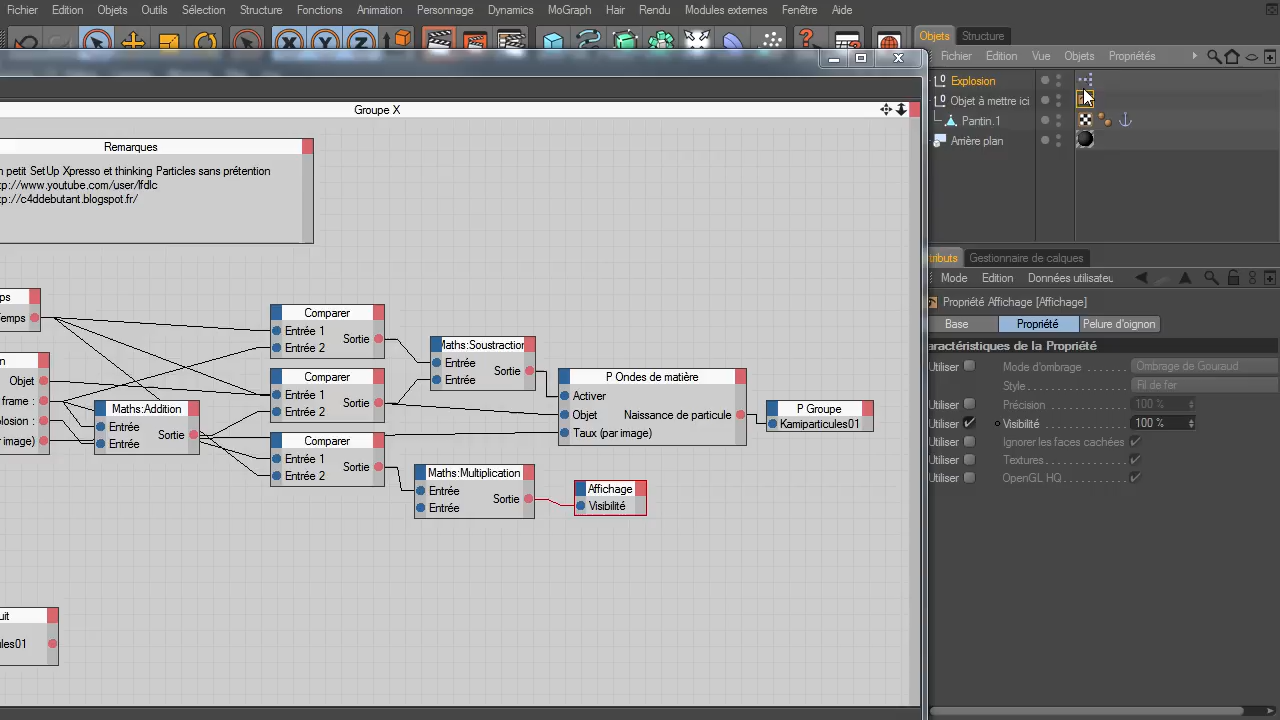 Fichier Edition Objets Outils Sélection Structure Fonctions Animation Personnage Dynamics MoGraph Hair Rendu Modules externes Fenêtre Aide
X Y Z
Objets Structure
Fichier Edition Vue Objets Propriétés
Explosion
Objet à mettre ici
Pantin.1
Arrière plan
Groupe X
Remarques
n petit SetUp Xpresso et thinking Particles sans prétention
tp://www.youtube.com/user/lfdlc
tp://c4ddebutant.blogspot.fr/
ps
Temps
n
Objet
frame :
plosion :
ar image)
Maths:Addition
Entrée
Entrée
Sortie
Comparer
Entrée 1
Entrée 2
Sortie
Comparer
Entrée 1
Entrée 2
Sortie
Comparer
Entrée 1
Entrée 2
Sortie
Maths:Soustraction
Entrée
Entrée
Sortie
Maths:Multiplication
Entrée
Entrée
Sortie
P Ondes de matière
Activer
Objet
Taux (par image)
Naissance de particule
P Groupe
Kamiparticules01
Affichage
Visibilité
uit
ules01
ributs Gestionnaire de calques
Mode Edition Données utilisateu
Propriété Affichage [Affichage]
Base Propriété Pelure d'oignon
aractéristiques de la Propriété
Utiliser Mode d'ombrage Ombrage de Gouraud
Style Fil de fer
Utiliser Précision 100 %
Utiliser Visibilité 100 %
Utiliser Ignorer les faces cachées
Utiliser Textures
Utiliser OpenGL HQ